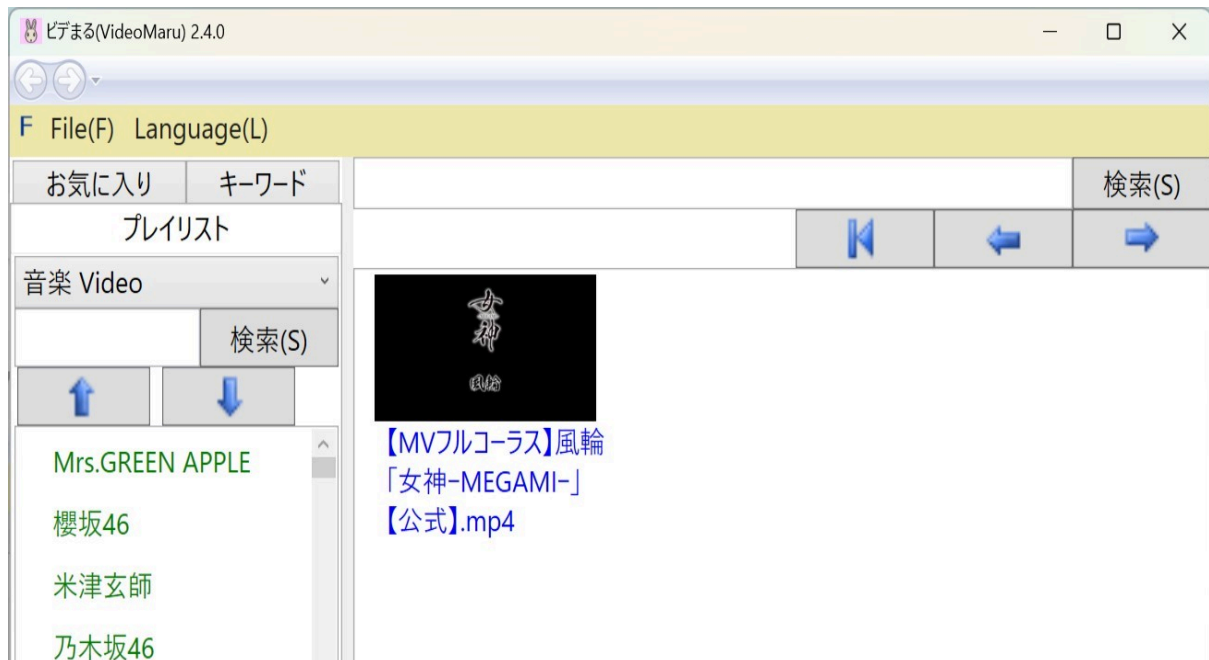 ビデまる(VideoMaru) 2.4.0
F File(F) Language(L)
お気に入り キーワード
検索(S)
プレイリスト
音楽 Video
検索(S)
女神
風輪
【MVフルコーラス】風輪
「女神-MEGAMI-」
【公式】.mp4
Mrs.GREEN APPLE
櫻坂46
米津玄師
乃木坂46